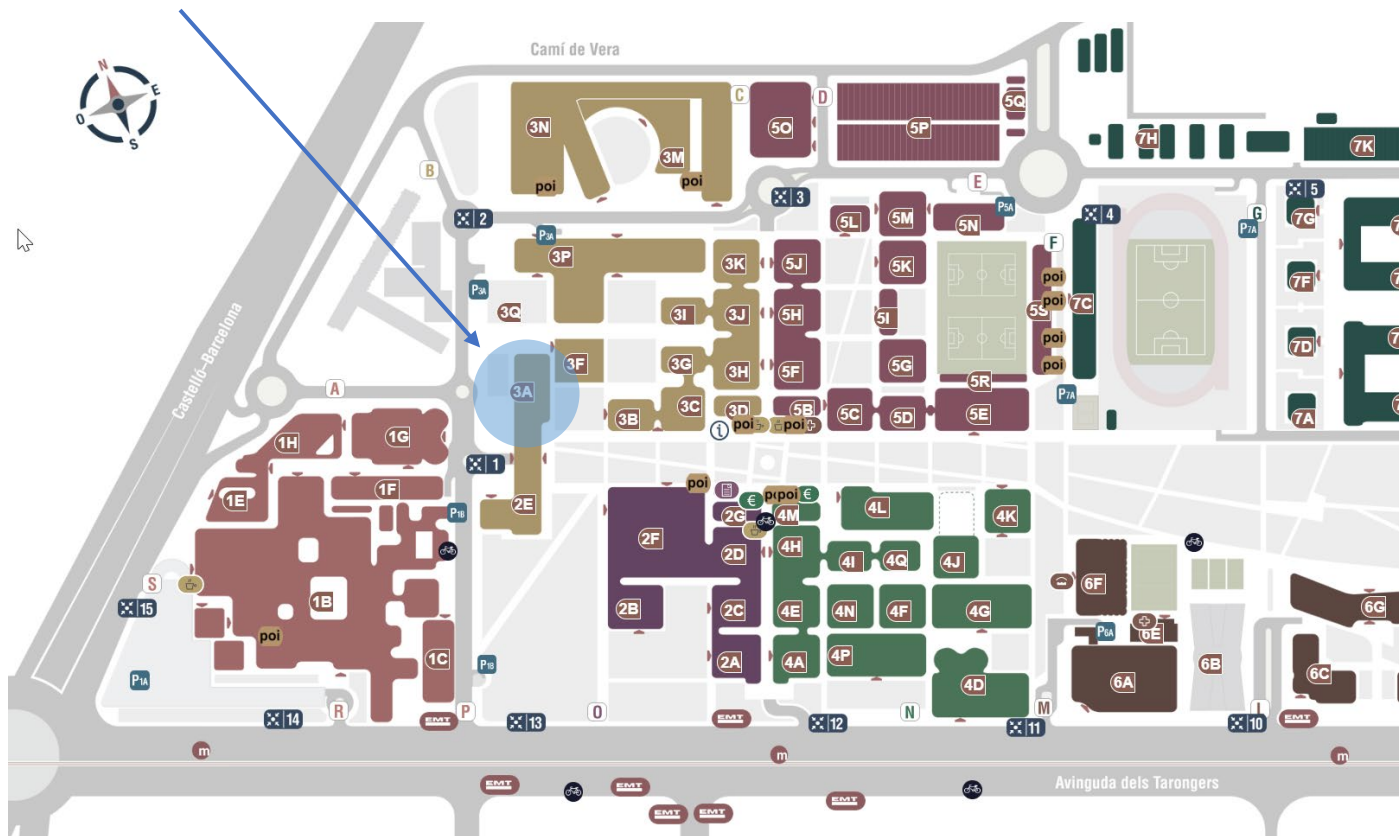 Camí de Vera
N
E
S
O
C
D
3N
3M
5O
5P
5Q
7H
7K
poi
poi
B
E
2
3
4
5
P5A
5L
5M
5N
7G
G
P7A
F
P3A
3P
3K
5J
5K
7F
P3A
3Q
3I
3J
5H
5I
5S
7C
poi
poi
poi
poi
Castelló-Barcelona
3F
3G
3H
5F
5G
7D
A
3A
5R
P7A
3B
3C
3D
5B
5C
5D
5E
7A
poi
poi
i
1H
1G
1
1E
1F
2E
P1B
poi
poi
€
€
2G
4M
4L
4K
2F
2D
4H
4I
4Q
4J
S
15
1B
2B
2C
4E
4N
4F
4G
6F
6E
P6A
6G
poi
1C
P1B
2A
4A
4P
4D
6A
6B
6C
P1A
14
R
EMT
P
13
O
EMT
12
N
11
M
10
EMT
m
m
m
Avinguda dels Tarongers
EMT
EMT
EMT
EMT
EMT